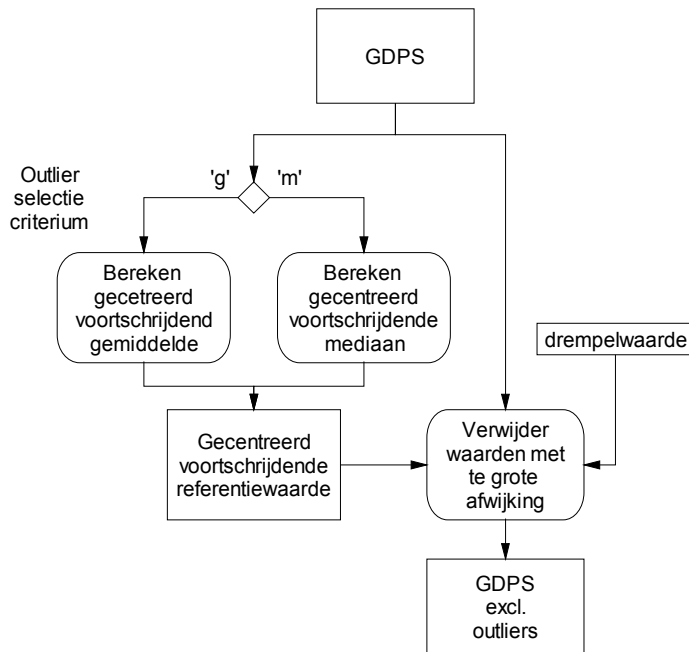 GDPS
Outlier
selectie
criterium
'g'
'm'
Bereken
gecetreerd
voortschrijdend
gemiddelde
Bereken
gecentreerd
voortschrijdende
mediaan
drempelwaarde
Gecentreerd
voortschrijdende
referentiewaarde
Verwijder
waarden met
te grote
afwijking
GDPS
excl.
outliers